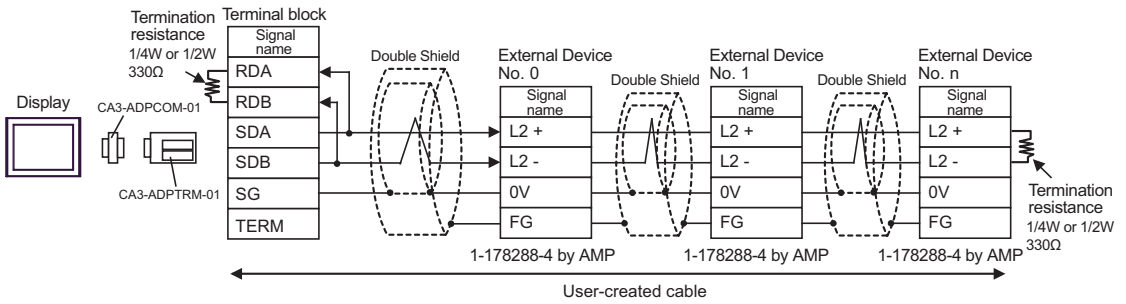 Display
CA3-ADPCOM-01
CA3-ADPTRM-01
Termination
resistance
1/4W or 1/2W
330Ω
Terminal block
Signal
name
RDA
RDB
SDA
SDB
SG
TERM
Double Shield
External Device
No. 0
Signal
name
L2 +
L2 -
0V
FG
1-178288-4 by AMP
Double Shield
External Device
No. 1
Signal
name
L2 +
L2 -
0V
FG
1-178288-4 by AMP
Double Shield
External Device
No. n
Signal
name
L2 +
L2 -
0V
FG
1-178288-4 by AMP
Termination
resistance
1/4W or 1/2W
330Ω
User-created cable